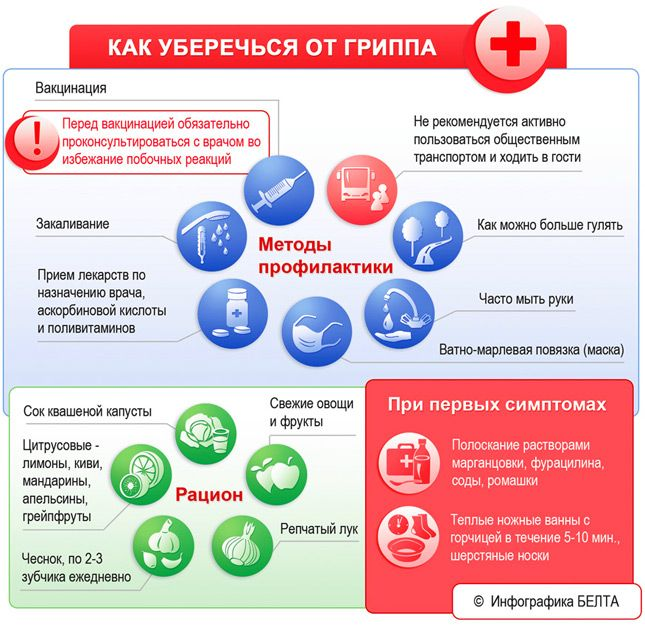 КАК УБЕРЕЧЬСЯ ОТ ГРИППА
Вакцинация
Перед вакцинацией обязательно
проконсультироваться с врачом во
избежание побочных реакций
Не рекомендуется активно
пользоваться общественным
транспортом и ходить в гости
Закаливание
Как можно больше гулять
Методы
профилактики
Прием лекарств по
назначению врача,
аскорбиновой кислоты
и поливитаминов
Часто мыть руки
Ватно-марлевая повязка (маска)
Сок квашеной капусты
Свежие овощи
и фрукты
Цитрусовые -
лимоны, киви,
мандарины,
апельсины,
грейпфруты
Рацион
Репчатый лук
Чеснок, по 2-3
зубчика ежедневно
При первых симптомах
Полоскание растворами
марганцовки, фурацилина,
соды, ромашки
Теплые ножные ванны с
горчицей в течение 5-10 мин.,
шерстяные носки
© Инфографика БЕЛТА